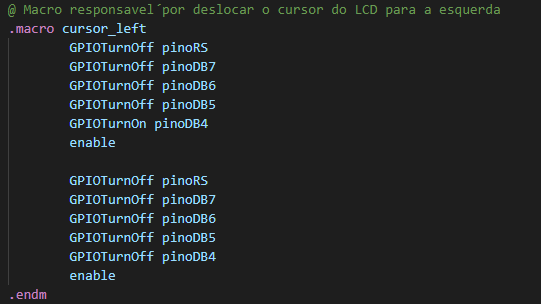 @ Macro responsavel´por deslocar o cursor do LCD para a esquerda
.macro cursor_left
GPIOTurnOff pinoRS
GPIOTurnOff pinoDB7
GPIOTurnOff pinoDB6
GPIOTurnOff pinoDB5
GPIOTurnOn pinoDB4
enable
GPIOTurnOff pinoRS
GPIOTurnOff pinoDB7
GPIOTurnOff pinoDB6
GPIOTurnOff pinoDB5
GPIOTurnOff pinoDB4
enable
.endm